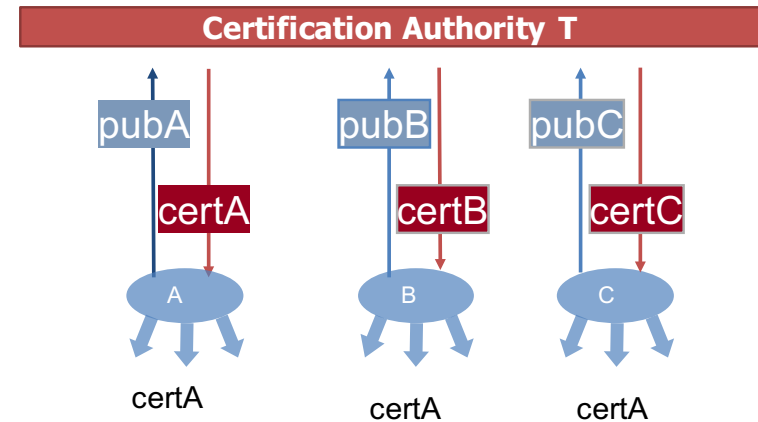 Certification Authority T
pubA
pubB
pubC
certA
certB
certC
A
B
C
certA
certA
certA